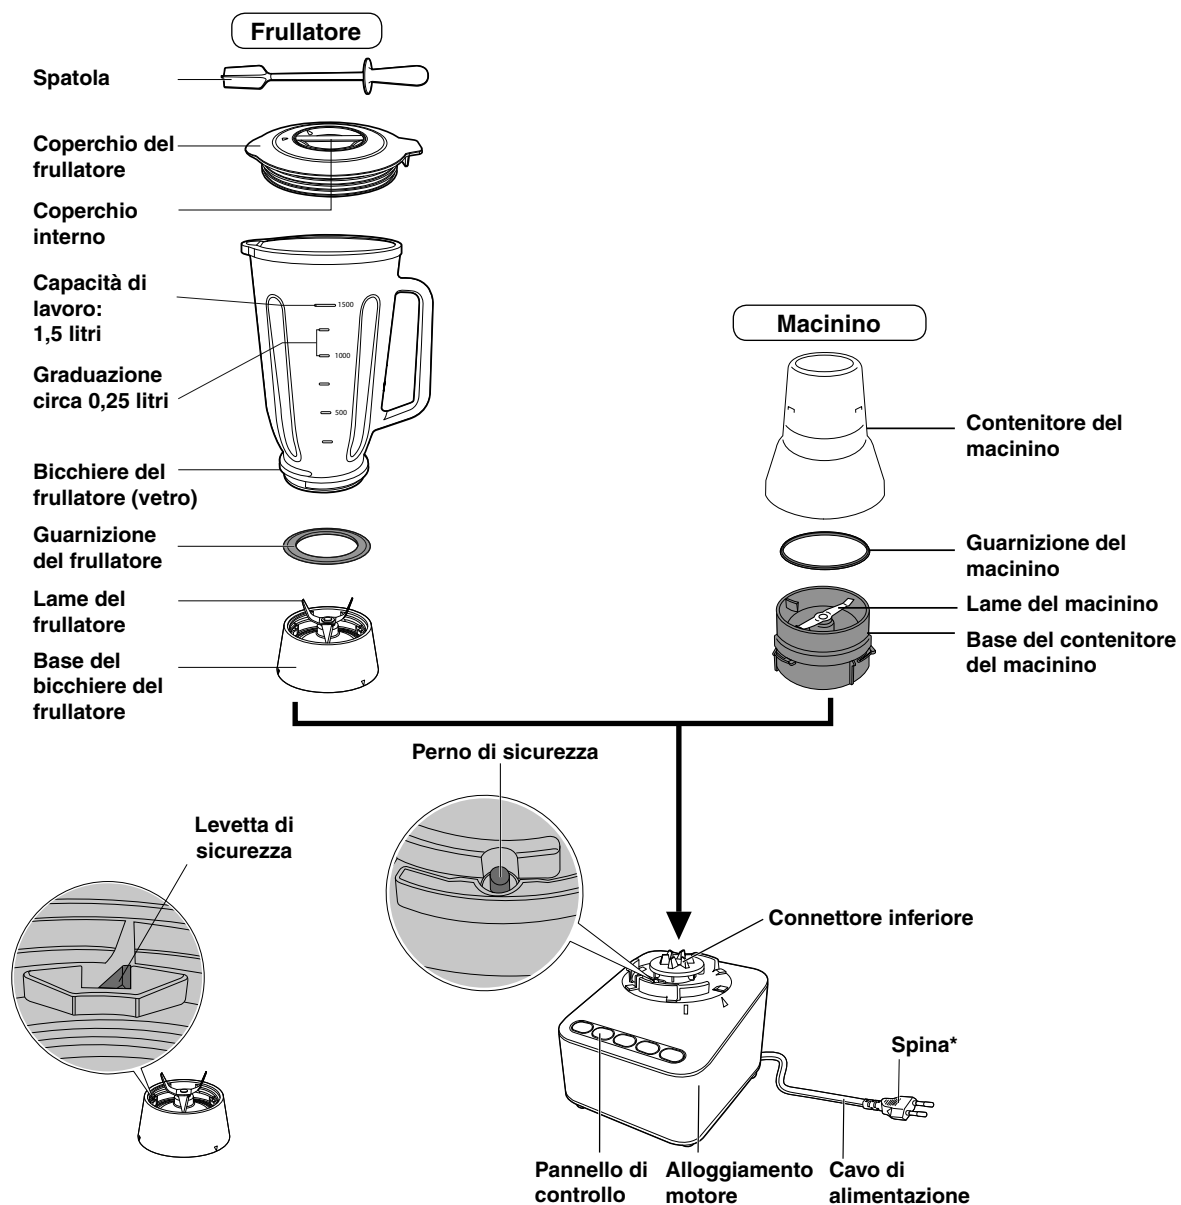 Frullatore
Spatola
Coperchio del
frullatore
Coperchio
interno
Capacità di
lavoro:
1,5 litri
Graduazione
circa 0,25 litri
1500
1000
500
Bicchiere del
frullatore (vetro)
Guarnizione
del frullatore
Lame del
frullatore
Base del
bicchiere del
frullatore
Macinino
Contenitore del
macinino
Guarnizione del
macinino
Lame del macinino
Base del contenitore
del macinino
Perno di sicurezza
Levetta di
sicurezza
Connettore inferiore
Spina*
Pannello di
controllo
Alloggiamento
motore
Cavo di
alimentazione